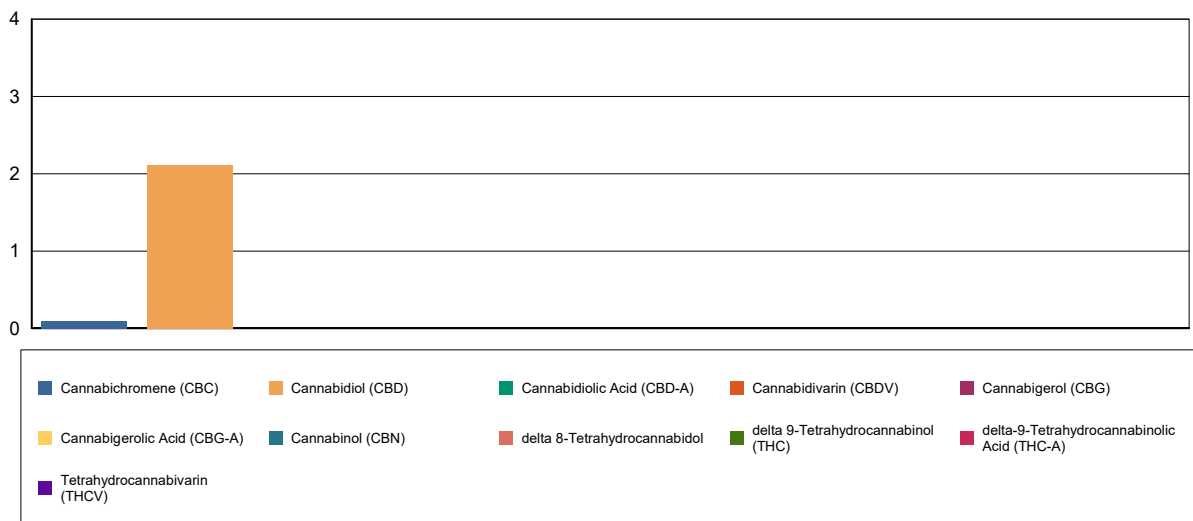 4
3
2
1
0
Cannabichromene (CBC)
Cannabidiol (CBD)
Cannabidiolic Acid (CBD-A)
Cannabidivarin (CBDV)
Cannabigerol (CBG)
Cannabigerolic Acid (CBG-A)
Cannabinol (CBN)
delta 8-Tetrahydrocannabidol
delta 9-Tetrahydrocannabinol
(THC)
delta-9-Tetrahydrocannabinolic
Acid (THC-A)
Tetrahydrocannabivarin
(THCV)